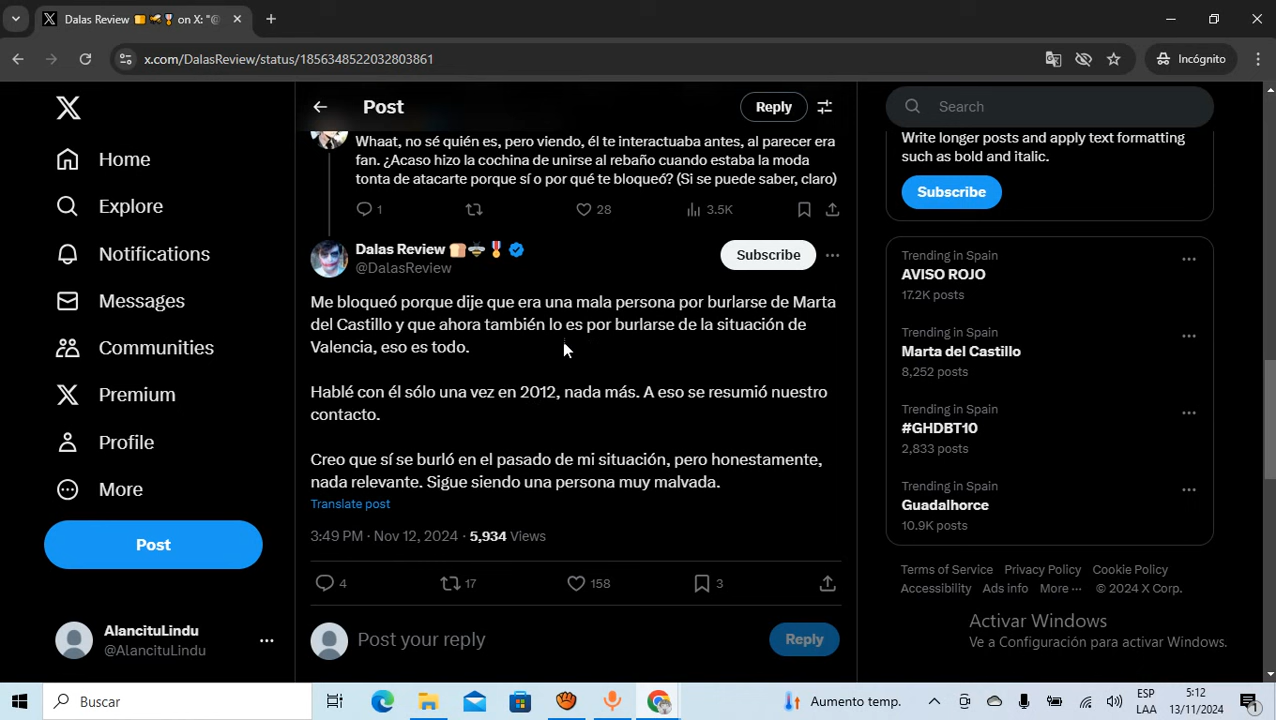 Dalas Review on X: "@
x.com/DalasReview/status/1856348522032803861
Incógnito
Home
Explore
Notifications
Messages
Communities
Premium
Profile
More
Post
AlancituLindu
@AlancituLindu
Post
Reply
Whaat, no sé quién es, pero viendo, él te interactuaba antes, al parecer era
fan. ¿Acaso hizo la cochina de unirse al rebaño cuando estaba la moda
tonta de atacarte porque sí o por qué te bloqueó? (Si se puede saber, claro)
1
28
3.5K
Dalas Review
@DalasReview
Subscribe
Me bloqueó porque dije que era una mala persona por burlarse de Marta
del Castillo y que ahora también lo es por burlarse de la situación de
Valencia, eso es todo.
Hablé con él sólo una vez en 2012, nada más. A eso se resumió nuestro
contacto.
Creo que sí se burló en el pasado de mi situación, pero honestamente,
nada relevante. Sigue siendo una persona muy malvada.
Translate post
3:49 PM · Nov 12, 2024 · 5,934 Views
4
17
158
3
Post your reply
Reply
Search
Write longer posts and apply text formatting
such as bold and italic.
Subscribe
Trending in Spain
AVISO ROJO
17.2K posts
Trending in Spain
Marta del Castillo
8,252 posts
Trending in Spain
#GHDBT10
2,833 posts
Trending in Spain
Guadalhorce
10.9K posts
Terms of Service Privacy Policy Cookie Policy
Accessibility Ads info More ··· © 2024 X Corp.
Activar Windows
Ve a Configuración para activar Windows.
Buscar
Aumento temp.
ESP
LAA
5:12
13/11/2024
1